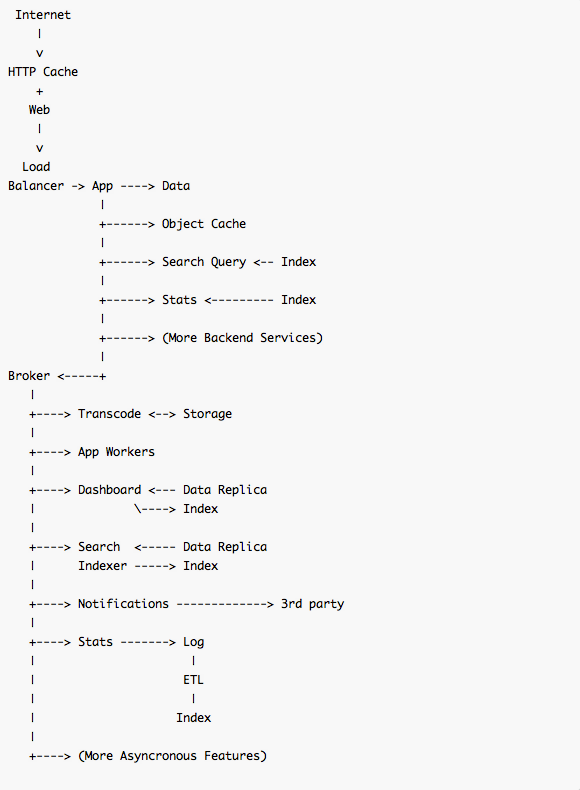 Internet
    |
    v
HTTP Cache
    +
   Web
    |
    v
  Load
Balancer -> App ----> Data
             |
             +------> Object Cache
             |
             +------> Search Query <-- Index
             |
             +------> Stats <--------- Index
             |
             +------> (More Backend Services)
             |
Broker <-----+
   |
   +----> Transcode <--> Storage
   |
   +----> App Workers
   |
   +----> Dashboard <--- Data Replica
   |              \----> Index
   |
   +----> Search  <----- Data Replica
   |      Indexer -----> Index
   |
   +----> Notifications -------------> 3rd party
   |
   +----> Stats -------> Log
   |                      |
   |                     ETL
   |                      |
   |                    Index
   |
   +----> (More Asyncronous Features)